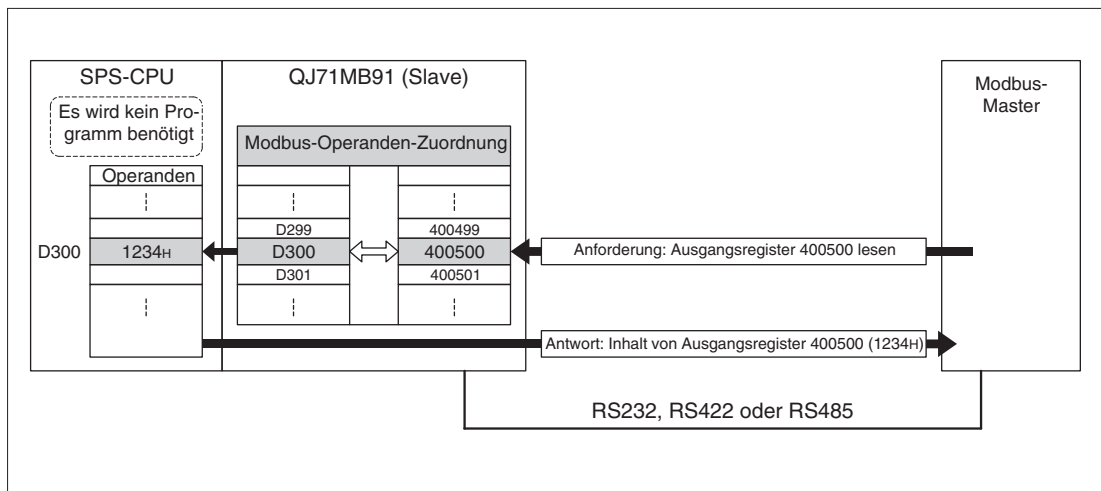 SPS-CPU
QJ71MB91 (Slave)
Modbus-
Master
Es wird kein Pro-
gramm benötigt
Modbus-Operanden-Zuordnung
Operanden
D299
400499
D300
1234H
D300
400500
Anforderung: Ausgangsregister 400500 lesen
D301
400501
Antwort: Inhalt von Ausgangsregister 400500 (1234H)
RS232, RS422 oder RS485